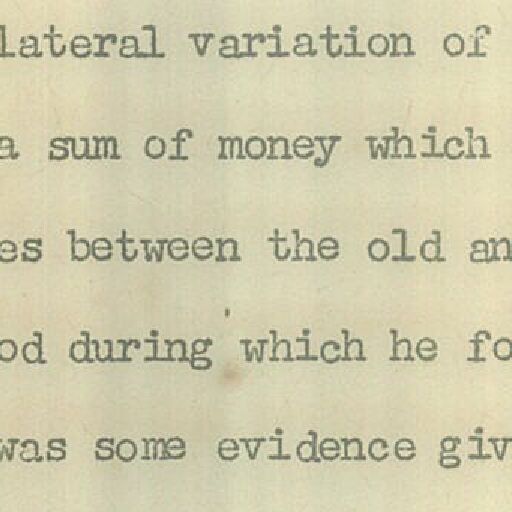 lateral variation of
a sum of money which
es between the old an
od during which he fo
was some evidence giv